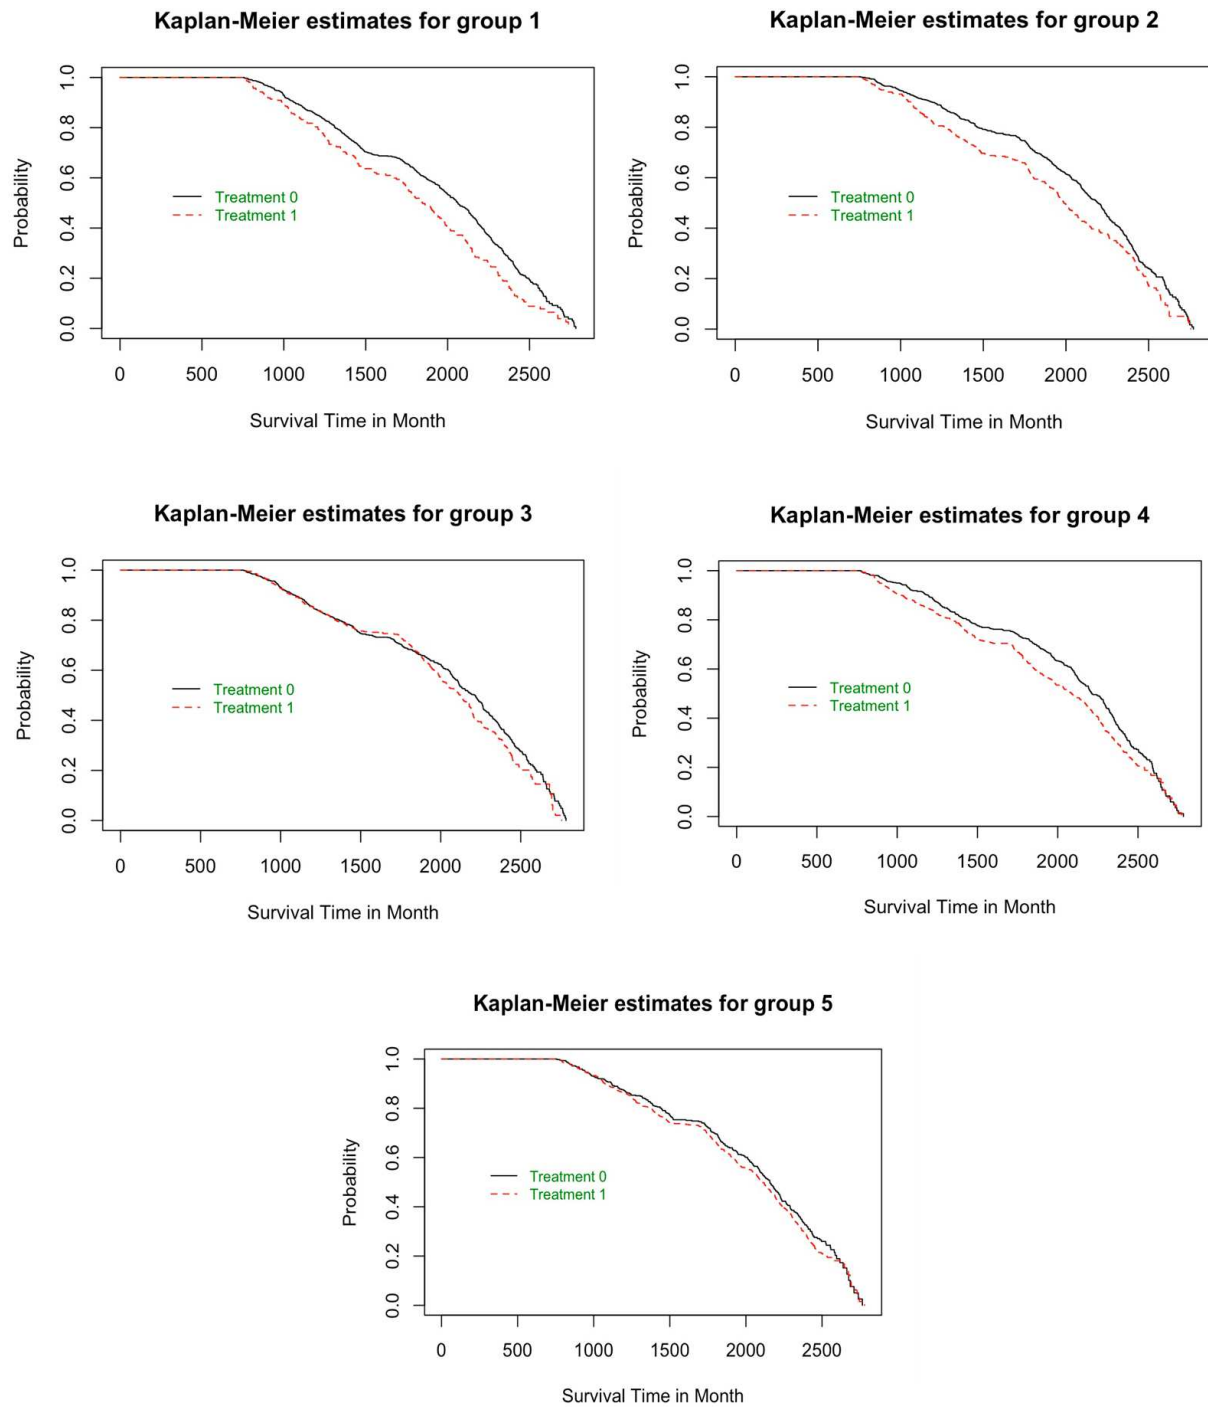 Kaplan-Meier estimates for group 1
1.0
0.8
0.6
0.4
0.2
0.0
Probability
Treatment 0
Treatment 1
0 500 1000 1500 2000 2500
Survival Time in Month
Kaplan-Meier estimates for group 2
1.0
0.8
0.6
0.4
0.2
0.0
Probability
Treatment 0
Treatment 1
0 500 1000 1500 2000 2500
Survival Time in Month
Kaplan-Meier estimates for group 3
1.0
0.8
0.6
0.4
0.2
0.0
Probability
Treatment 0
Treatment 1
0 500 1000 1500 2000 2500
Survival Time in Month
Kaplan-Meier estimates for group 4
1.0
0.8
0.6
0.4
0.2
0.0
Probability
Treatment 0
Treatment 1
0 500 1000 1500 2000 2500
Survival Time in Month
Kaplan-Meier estimates for group 5
1.0
0.8
0.6
0.4
0.2
0.0
Probability
Treatment 0
Treatment 1
0 500 1000 1500 2000 2500
Survival Time in Month